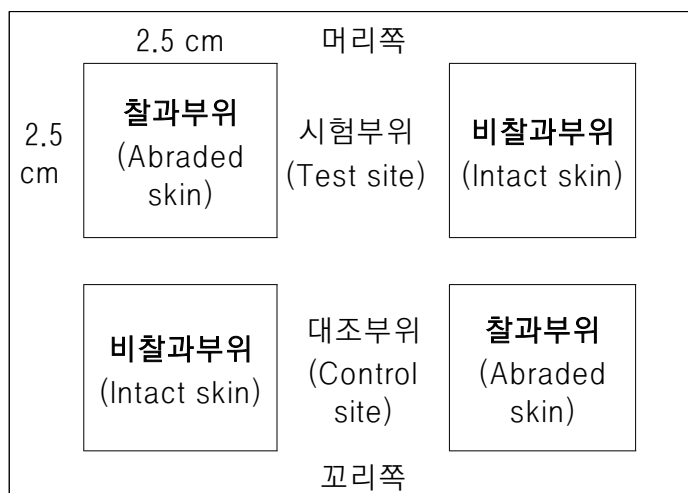 2.5 cm
머리쪽
2.5
cm
찰과부위
(Abraded
skin)
시험부위
(Test site)
비찰과부위
(Intact skin)
비찰과부위
(Intact skin)
대조부위
(Control
site)
찰과부위
(Abraded
skin)
꼬리쪽